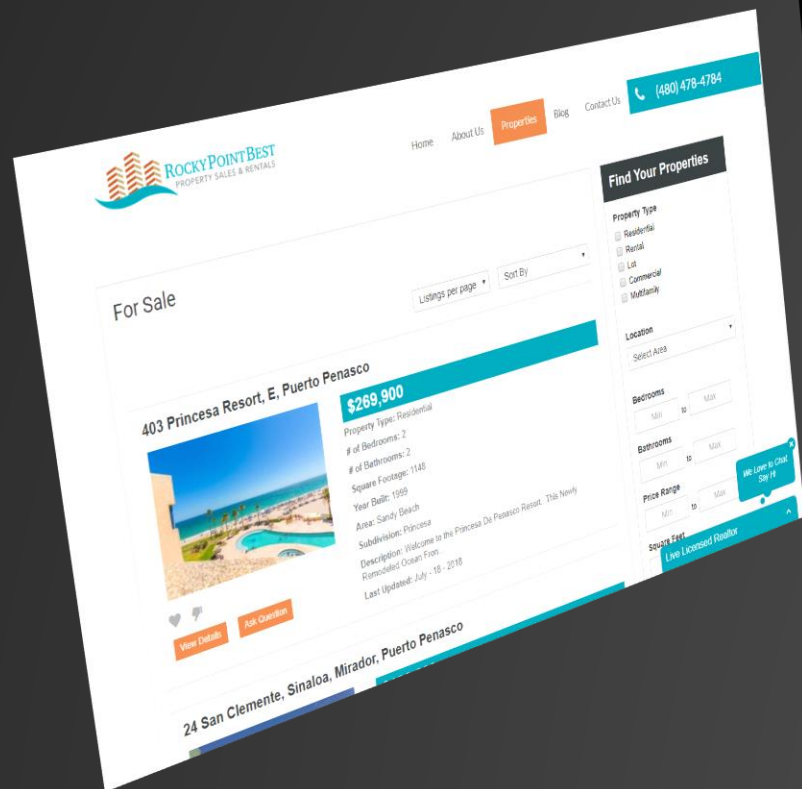 ROCKY POINT BEST
PROPERTY SALES & RENTALS
Home
About Us
Properties
Blog
Contact Us
(480) 478-4784
For Sale
Listings per page
Sort By
403 Princesa Resort, E, Puerto Penasco
$269,900
Property Type: Residential
# of Bedrooms: 2
# of Bathrooms: 2
Square Footage: 1148
Year Built: 1999
Area: Sandy Beach
Subdivision: Princesa
Description: Welcome to the Princesa De Penasco Resort. This Newly
Remodeled Ocean Fron...
Last Updated: July - 18 - 2018
View Details
Ask Question
24 San Clemente, Sinaloa, Mirador, Puerto Penasco
Find Your Properties
Property Type
Residential
Rental
Lot
Commercial
Multifamily
Location
Select Area
Bedrooms
Min to Max
Bathrooms
Min to Max
Price Range
Min to Max
Square Feet
We Love to Chat
Say Hi
Live Licensed Realtor